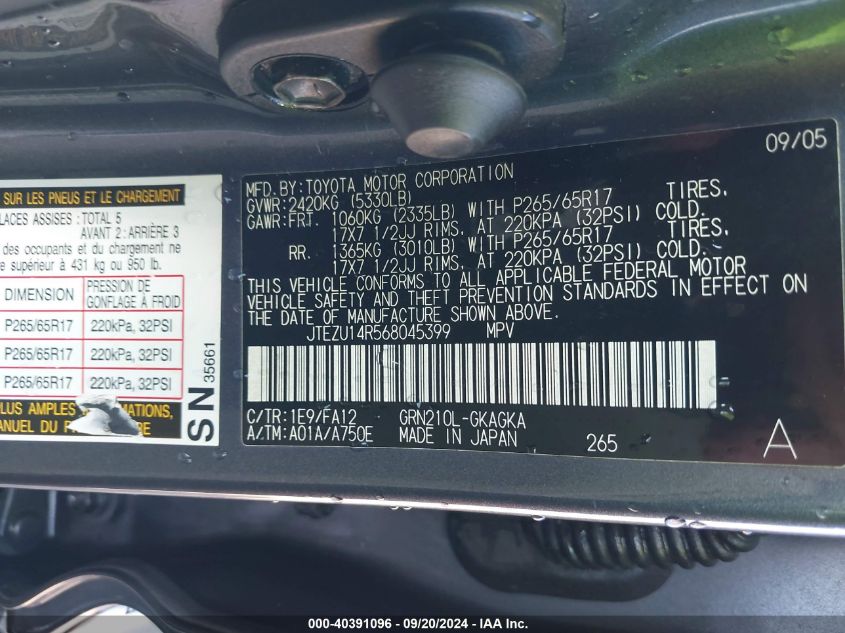 SUR LES PNEUS ET LE CHARGEMENT
LACES ASSISES : TOTAL 5
AVANT 2: ARRIÈRE 3
des occupants et du chargement ne
re supérieur à 431 kg ou 950 lb.
DIMENSION PRESSION DE GONFLAGE À FROID
P265/65R17 220kPa, 32PSI
P265/65R17 220kPa, 32PSI
P265/65R17 220kPa, 32PSI
PLUS AMPLES
ANUEL DU
SN 35661
09/05
MFD.BY:TOYOTA MOTOR CORPORATION
GVWR:2420KG (5330LB)
GAWR:FRT. 1060KG (2335LB) WITH P265/65R17 TIRES,
17X7 1/2JJ RIMS, AT 220KPA (32PSI) COLD.
RR. 1365KG (3010LB) WITH P265/65R17 TIRES,
17X7 1/2JJ RIMS, AT 220KPA (32PSI) COLD.
THIS VEHICLE CONFORMS TO ALL APPLICABLE FEDERAL MOTOR
VEHICLE SAFETY AND THEFT PREVENTION STANDARDS IN EFFECT ON
THE DATE OF MANUFACTURE SHOWN ABOVE.
JTEZU14R568045399 MPV
C/TR:1E9/FA12 GRN210L-GKAGKA
A/TM:A01A/A750E MADE IN JAPAN 265 A
000-40391096 - 09/20/2024 - IAA Inc.